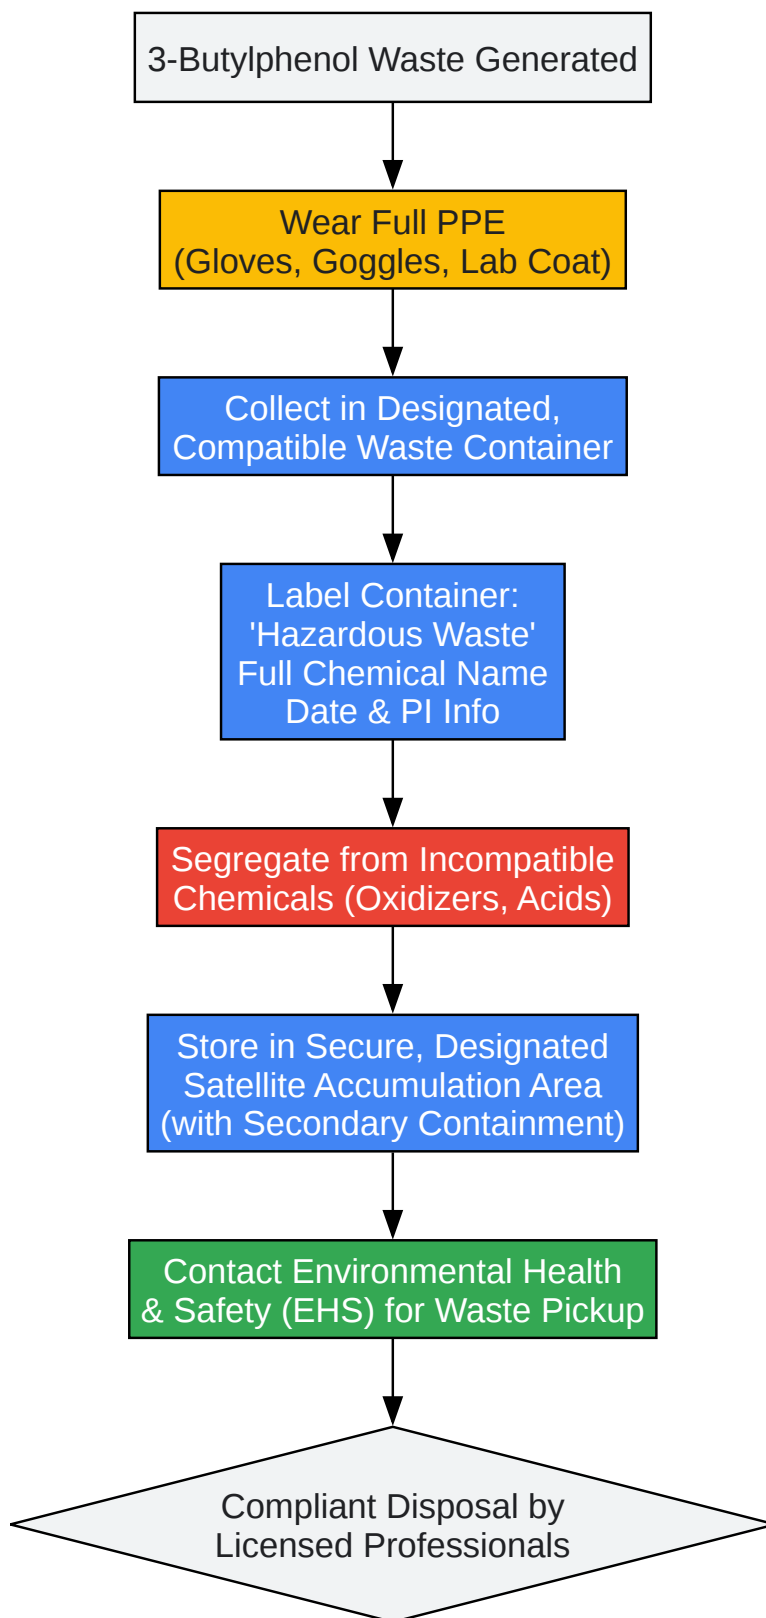 3-Butylphenol Waste Generated
Wear Full PPE
(Gloves, Goggles, Lab Coat)
Collect in Designated,
Compatible Waste Container
Label Container:
'Hazardous Waste'
Full Chemical Name
Date & PI Info
Segregate from Incompatible
Chemicals (Oxidizers, Acids)
Store in Secure, Designated
Satellite Accumulation Area
(with Secondary Containment)
Contact Environmental Health
& Safety (EHS) for Waste Pickup
Compliant Disposal by
Licensed Professionals